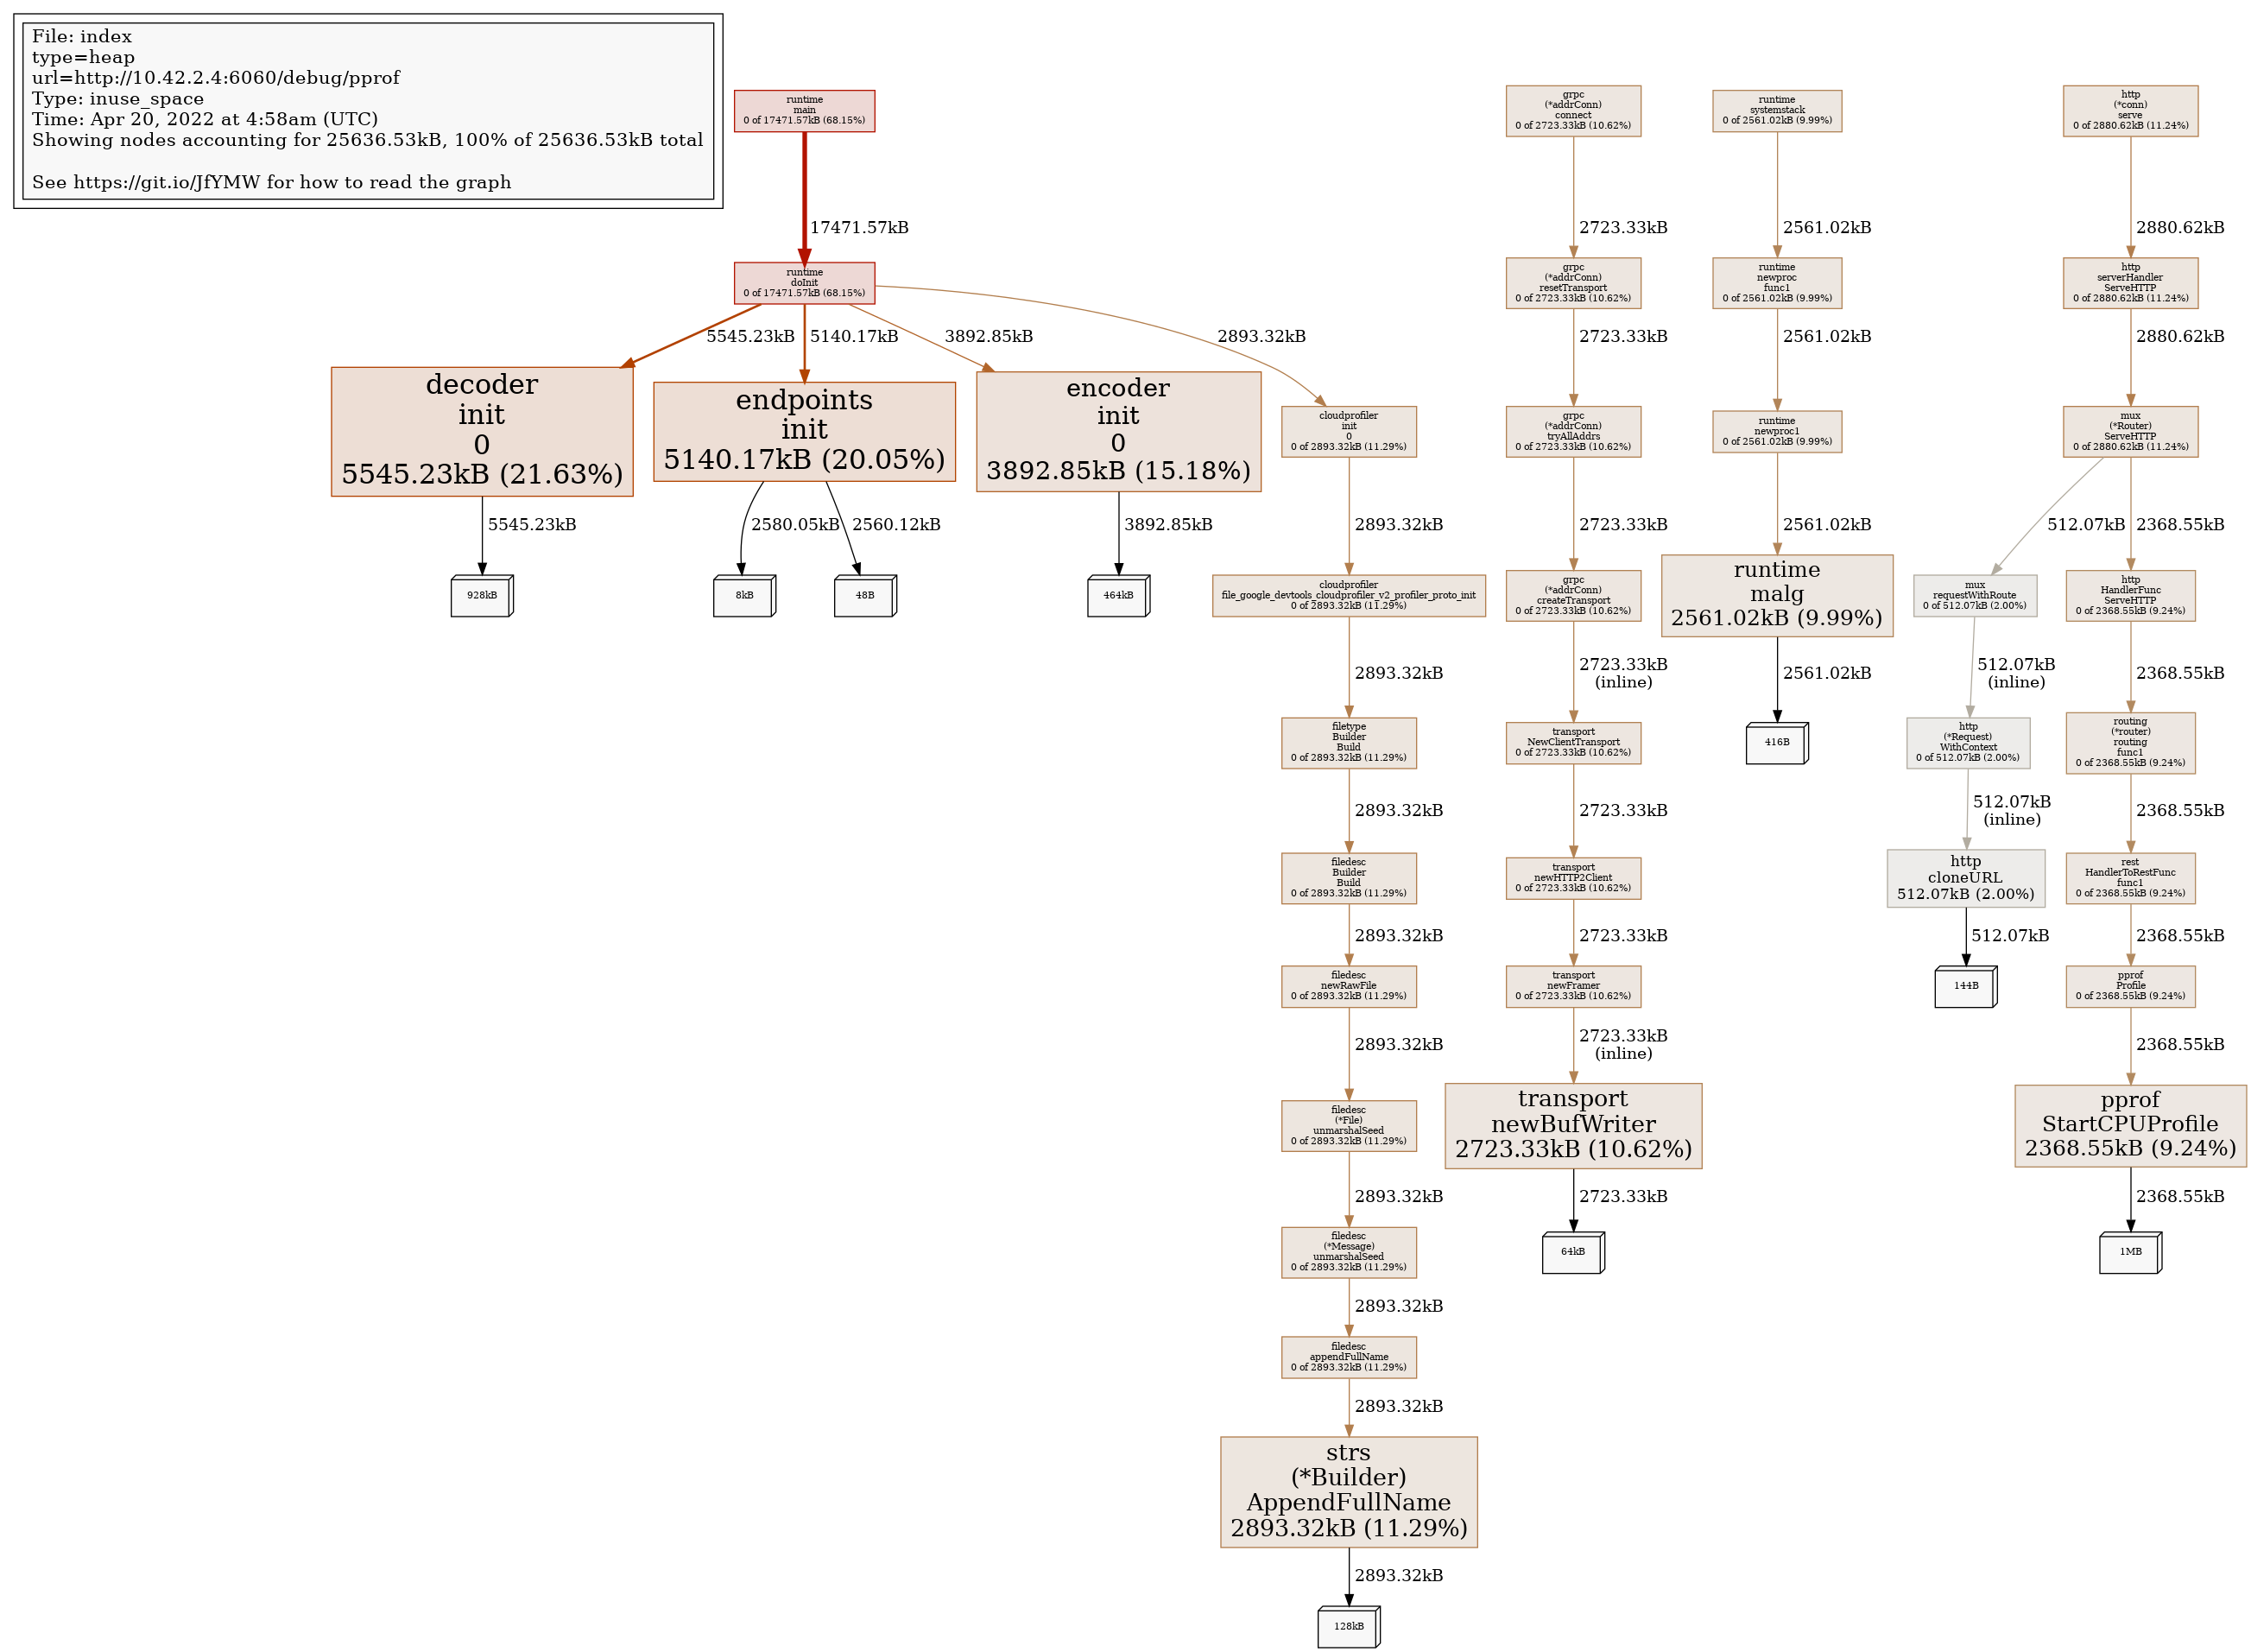 File: index
type=heap
url=http://10.42.2.4:6060/debug/pprof
Type: inuse_space
Time: Apr 20, 2022 at 4:58am (UTC)
Showing nodes accounting for 25636.53kB, 100% of 25636.53kB total
See https://git.io/JfYMW for how to read the graph
runtime
main
0 of 17471.57kB (68.15%)
17471.57kB
runtime
doInit
0 of 17471.57kB (68.15%)
5545.23kB
5140.17kB
3892.85kB
2893.32kB
decoder
init
0
5545.23kB (21.63%)
5545.23kB
928kB
endpoints
init
5140.17kB (20.05%)
2580.05kB
2560.12kB
8kB
48B
encoder
init
0
3892.85kB (15.18%)
3892.85kB
464kB
cloudprofiler
init
0
0 of 2893.32kB (11.29%)
2893.32kB
cloudprofiler
file_google_devtools_cloudprofiler_v2_profiler_proto_init
0 of 2893.32kB (11.29%)
2893.32kB
filetype
Builder
Build
0 of 2893.32kB (11.29%)
2893.32kB
filedesc
Builder
Build
0 of 2893.32kB (11.29%)
2893.32kB
filedesc
newRawFile
0 of 2893.32kB (11.29%)
2893.32kB
filedesc
(*File)
unmarshalSeed
0 of 2893.32kB (11.29%)
2893.32kB
filedesc
(*Message)
unmarshalSeed
0 of 2893.32kB (11.29%)
2893.32kB
filedesc
appendFullName
0 of 2893.32kB (11.29%)
2893.32kB
strs
(*Builder)
AppendFullName
2893.32kB (11.29%)
2893.32kB
128kB
grpc
(*addrConn)
connect
0 of 2723.33kB (10.62%)
2723.33kB
grpc
(*addrConn)
resetTransport
0 of 2723.33kB (10.62%)
2723.33kB
grpc
(*addrConn)
tryAllAddrs
0 of 2723.33kB (10.62%)
2723.33kB
grpc
(*addrConn)
createTransport
0 of 2723.33kB (10.62%)
2723.33kB
(inline)
transport
NewClientTransport
0 of 2723.33kB (10.62%)
2723.33kB
transport
newHTTP2Client
0 of 2723.33kB (10.62%)
2723.33kB
transport
newFramer
0 of 2723.33kB (10.62%)
2723.33kB
(inline)
transport
newBufWriter
2723.33kB (10.62%)
2723.33kB
64kB
runtime
systemstack
0 of 2561.02kB (9.99%)
2561.02kB
runtime
newproc
func1
0 of 2561.02kB (9.99%)
2561.02kB
runtime
newproc1
0 of 2561.02kB (9.99%)
2561.02kB
runtime
malg
2561.02kB (9.99%)
2561.02kB
416B
http
(*conn)
serve
0 of 2880.62kB (11.24%)
2880.62kB
http
serverHandler
ServeHTTP
0 of 2880.62kB (11.24%)
2880.62kB
mux
(*Router)
ServeHTTP
0 of 2880.62kB (11.24%)
512.07kB
2368.55kB
mux
requestWithRoute
0 of 512.07kB (2.00%)
512.07kB
(inline)
http
(*Request)
WithContext
0 of 512.07kB (2.00%)
512.07kB
(inline)
http
cloneURL
512.07kB (2.00%)
512.07kB
144B
http
HandlerFunc
ServeHTTP
0 of 2368.55kB (9.24%)
2368.55kB
routing
(*router)
routing
func1
0 of 2368.55kB (9.24%)
2368.55kB
rest
HandlerToRestFunc
func1
0 of 2368.55kB (9.24%)
2368.55kB
pprof
Profile
0 of 2368.55kB (9.24%)
2368.55kB
pprof
StartCPUProfile
2368.55kB (9.24%)
2368.55kB
1MB